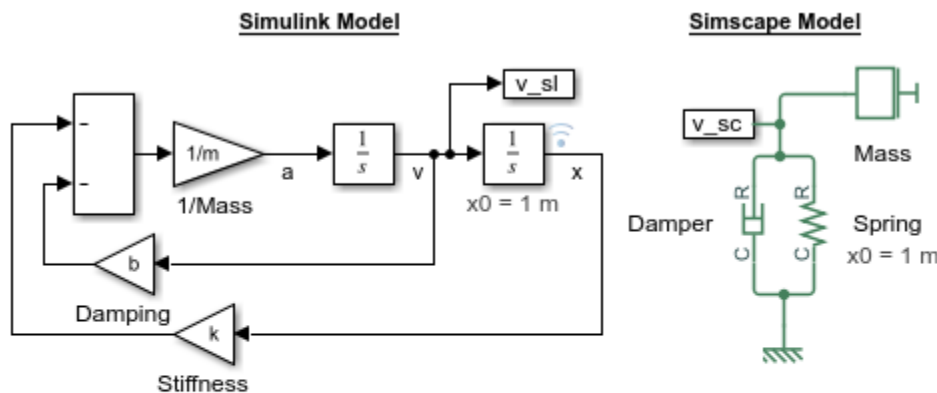 Simulink Model
Simscape Model
v_sl
-
-
1/m
a
1
s
v
1
s
x
1/Mass
x0 = 1 m
b
Damping
k
Stiffness
v_sc
Mass
Damper
R
R
C
C
Spring
x0 = 1 m